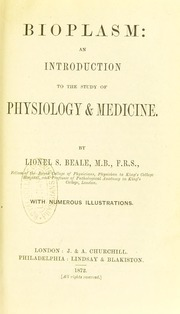 BIOPLASM:
AN
INTRODUCTION
TO THE STUDY OF
PHYSIOLOGY & MEDICINE.
BY
LIONEL S. BEALE, M.B., F.R.S.,
Fellow of the Royal College of Physicians, Physician to King's College
Hospital, and Professor of Pathological Anatomy in King's
College, London.
WITH NUMEROUS ILLUSTRATIONS.
LONDON: J. & A. CHURCHILL.
PHILADELPHIA: LINDSAY & BLAKISTON.
1872.
[All rights reserved.]